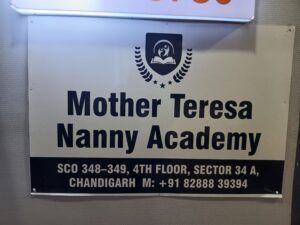 Mother Teresa
Nanny Academy
SCO 348–349, 4TH FLOOR, SECTOR 34 A,
CHANDIGARH M: +91 82888 39394